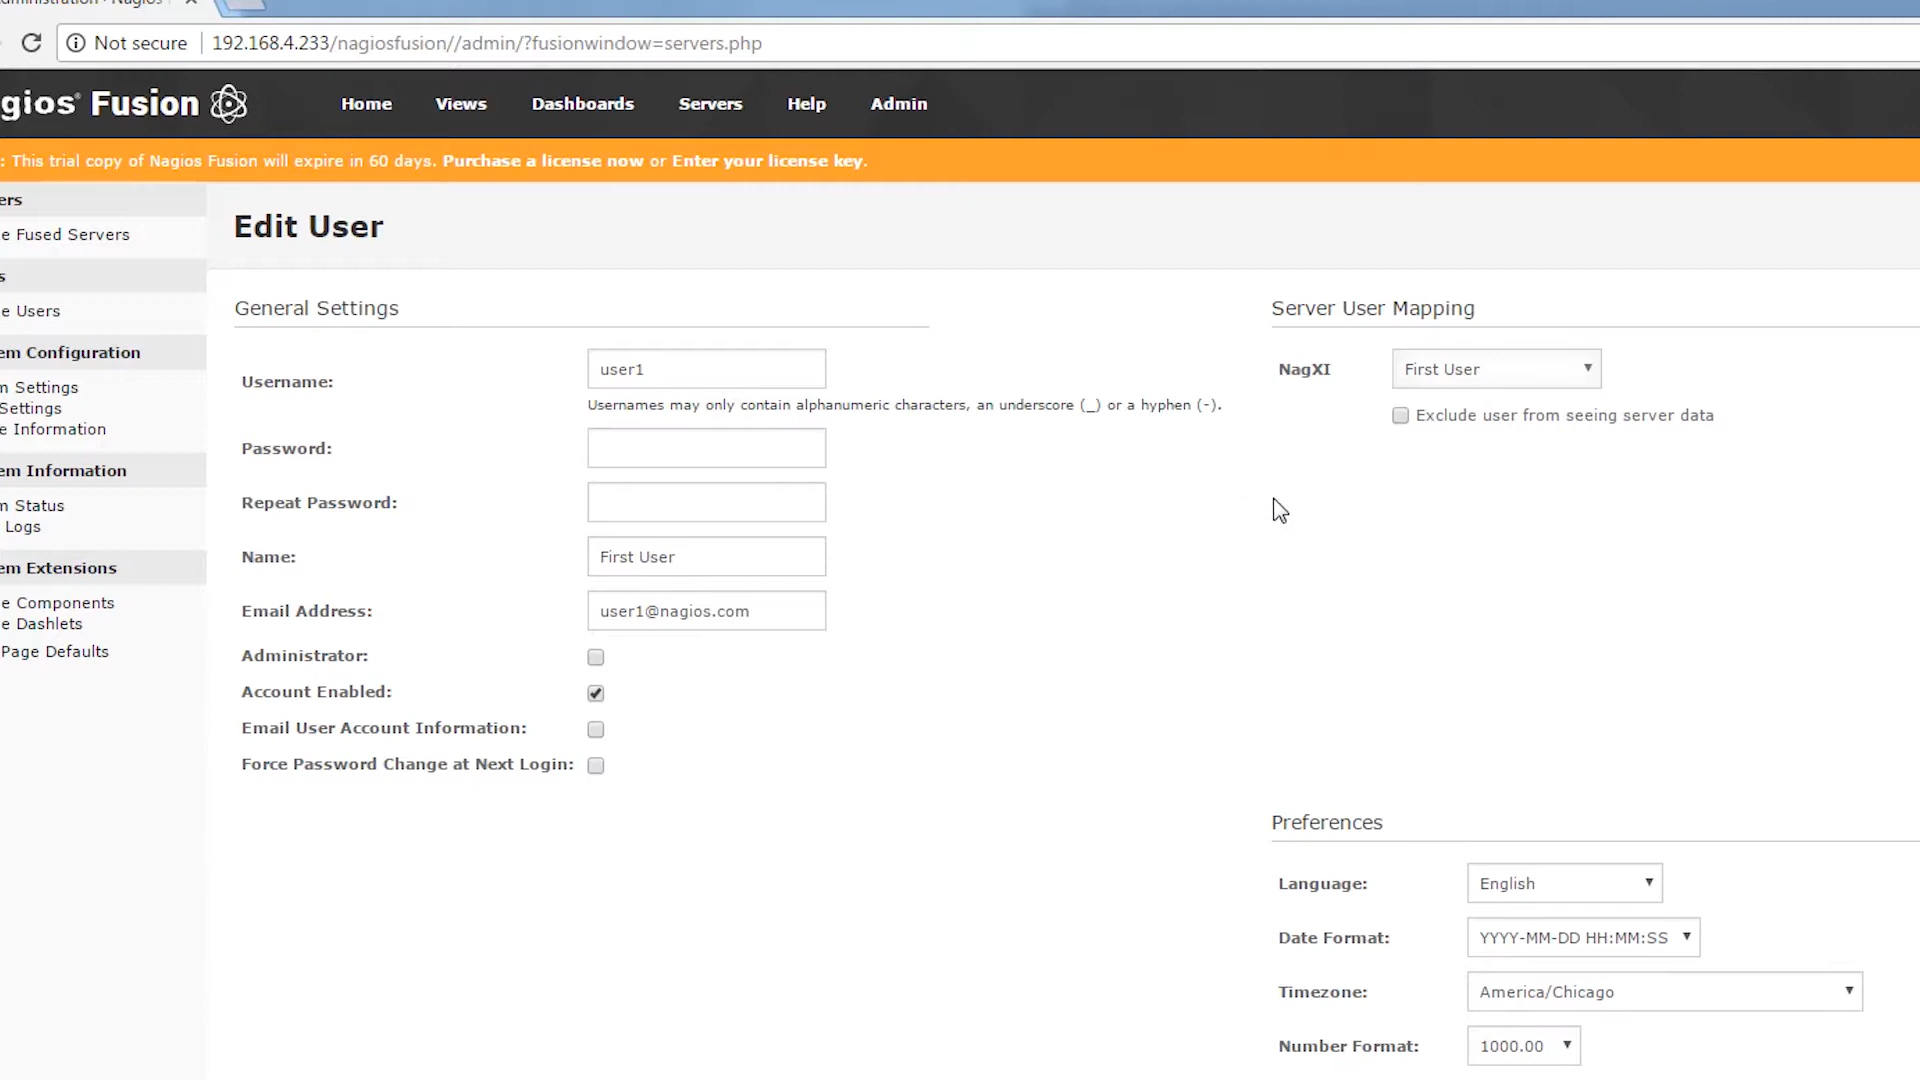 dministration · Nagios
Not secure 192.168.4.233/nagiosfusion//admin/?fusionwindow=servers.php
gios® Fusion Home Views Dashboards Servers Help Admin
: This trial copy of Nagios Fusion will expire in 60 days. Purchase a license now or Enter your license key.
ers
e Fused Servers
s
e Users
em Configuration
m Settings
Settings
e Information
em Information
m Status
Logs
em Extensions
e Components
e Dashlets
Page Defaults
Edit User
General Settings
Username: user1
Usernames may only contain alphanumeric characters, an underscore (_) or a hyphen (-).
Password:
Repeat Password:
Name: First User
Email Address: user1@nagios.com
Administrator:
Account Enabled:
Email User Account Information:
Force Password Change at Next Login:
Server User Mapping
NagXI First User
Exclude user from seeing server data
Preferences
Language: English
Date Format: YYYY-MM-DD HH:MM:SS
Timezone: America/Chicago
Number Format: 1000.00